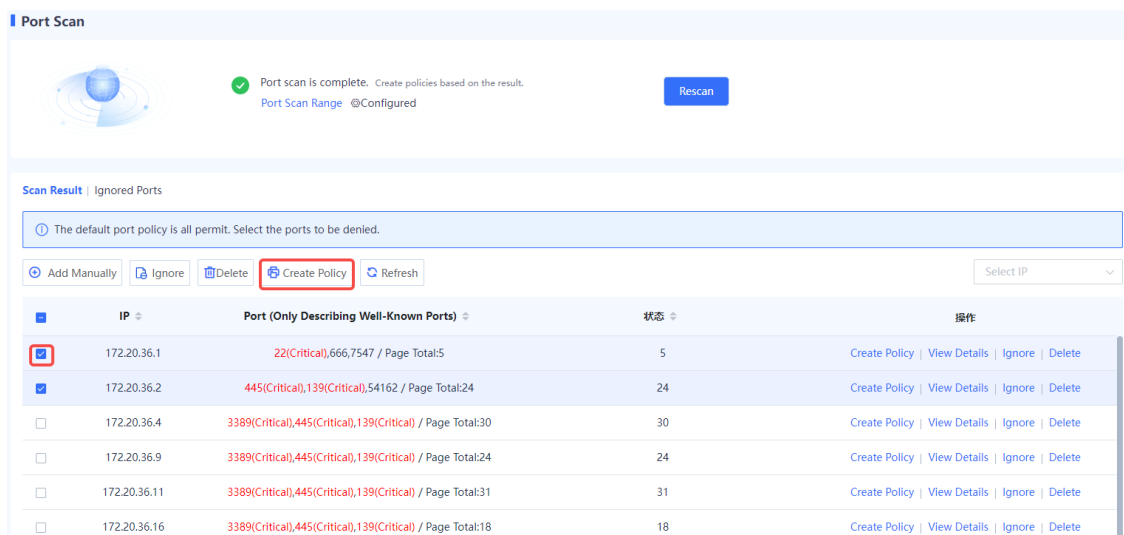 Port Scan
Port scan is complete. Create policies based on the result.
Port Scan Range Configured
Rescan
Scan Result | Ignored Ports
The default port policy is all permit. Select the ports to be denied.
Add Manually Ignore Delete Create Policy Refresh Select IP
IP Port (Only Describing Well-Known Ports) 状态 操作
172.20.36.1 22(Critical),666,7547 / Page Total:5 5 Create Policy | View Details | Ignore | Delete
172.20.36.2 445(Critical),139(Critical),54162 / Page Total:24 24 Create Policy | View Details | Ignore | Delete
172.20.36.4 3389(Critical),445(Critical),139(Critical) / Page Total:30 30 Create Policy | View Details | Ignore | Delete
172.20.36.9 3389(Critical),445(Critical),139(Critical) / Page Total:24 24 Create Policy | View Details | Ignore | Delete
172.20.36.11 3389(Critical),445(Critical),139(Critical) / Page Total:31 31 Create Policy | View Details | Ignore | Delete
172.20.36.16 3389(Critical),445(Critical),139(Critical) / Page Total:18 18 Create Policy | View Details | Ignore | Delete